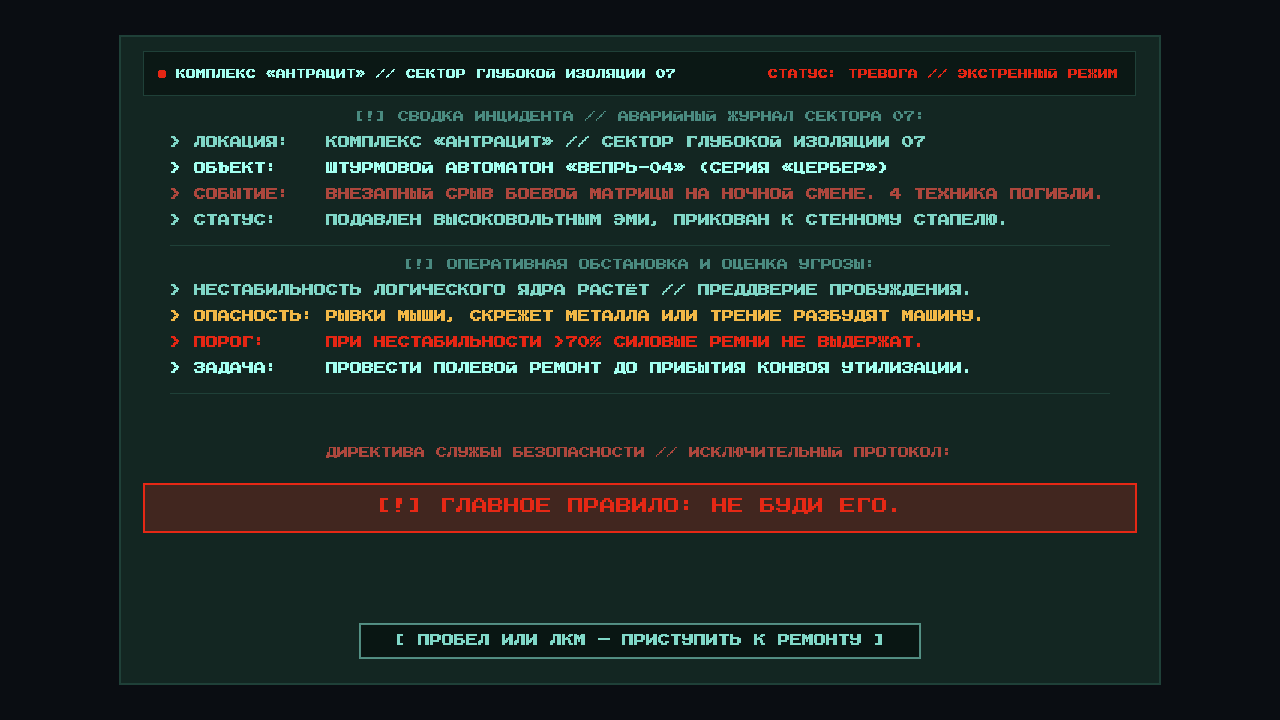 КОМПЛЕКС «АНТРАЦИТ» // СЕКТОР ГЛУБОКОЙ ИЗОЛЯЦИИ 07
СТАТУС: ТРЕВОГА // ЭКСТРЕННЫЙ РЕЖИМ
[!] СВОДКА ИНЦИДЕНТА // АВАРИЙНЫЙ ЖУРНАЛ СЕКТОРА 07:
> ЛОКАЦИЯ: КОМПЛЕКС «АНТРАЦИТ» // СЕКТОР ГЛУБОКОЙ ИЗОЛЯЦИИ 07
> ОБЪЕКТ: ШТУРМОВОЙ АВТОМАТОН «ВЕПРЬ-04» (СЕРИЯ «ЦЕРБЕР»)
> СОБЫТИЕ: ВНЕЗАПНЫЙ СРЫВ БОЕВОЙ МАТРИЦЫ НА НОЧНОЙ СМЕНЕ. 4 ТЕХНИКА ПОГИБЛИ.
> СТАТУС: ПОДАВЛЕН ВЫСОКОВОЛЬТНЫМ ЭМИ, ПРИКОВАН К СТЕННОМУ СТАПЕЛЮ.
[!] ОПЕРАТИВНАЯ ОБСТАНОВКА И ОЦЕНКА УГРОЗЫ:
> НЕСТАБИЛЬНОСТЬ ЛОГИЧЕСКОГО ЯДРА РАСТЁТ // ПРЕДДВЕРИЕ ПРОБУЖДЕНИЯ.
> ОПАСНОСТЬ: РЫВКИ МЫШИ, СКРЕЖЕТ МЕТАЛЛА ИЛИ ТРЕНИЕ РАЗБУДЯТ МАШИНУ.
> ПОРОГ: ПРИ НЕСТАБИЛЬНОСТИ >70% СИЛОВЫЕ РЕМНИ НЕ ВЫДЕРЖАТ.
> ЗАДАЧА: ПРОВЕСТИ ПОЛЕВОЙ РЕМОНТ ДО ПРИБЫТИЯ КОНВОЯ УТИЛИЗАЦИИ.
ДИРЕКТИВА СЛУЖБЫ БЕЗОПАСНОСТИ // ИСКЛЮЧИТЕЛЬНЫЙ ПРОТОКОЛ:
[!] ГЛАВНОЕ ПРАВИЛО: НЕ БУДИ ЕГО.
[ ПРОБЕЛ ИЛИ ЛКМ — ПРИСТУПИТЬ К РЕМОНТУ ]